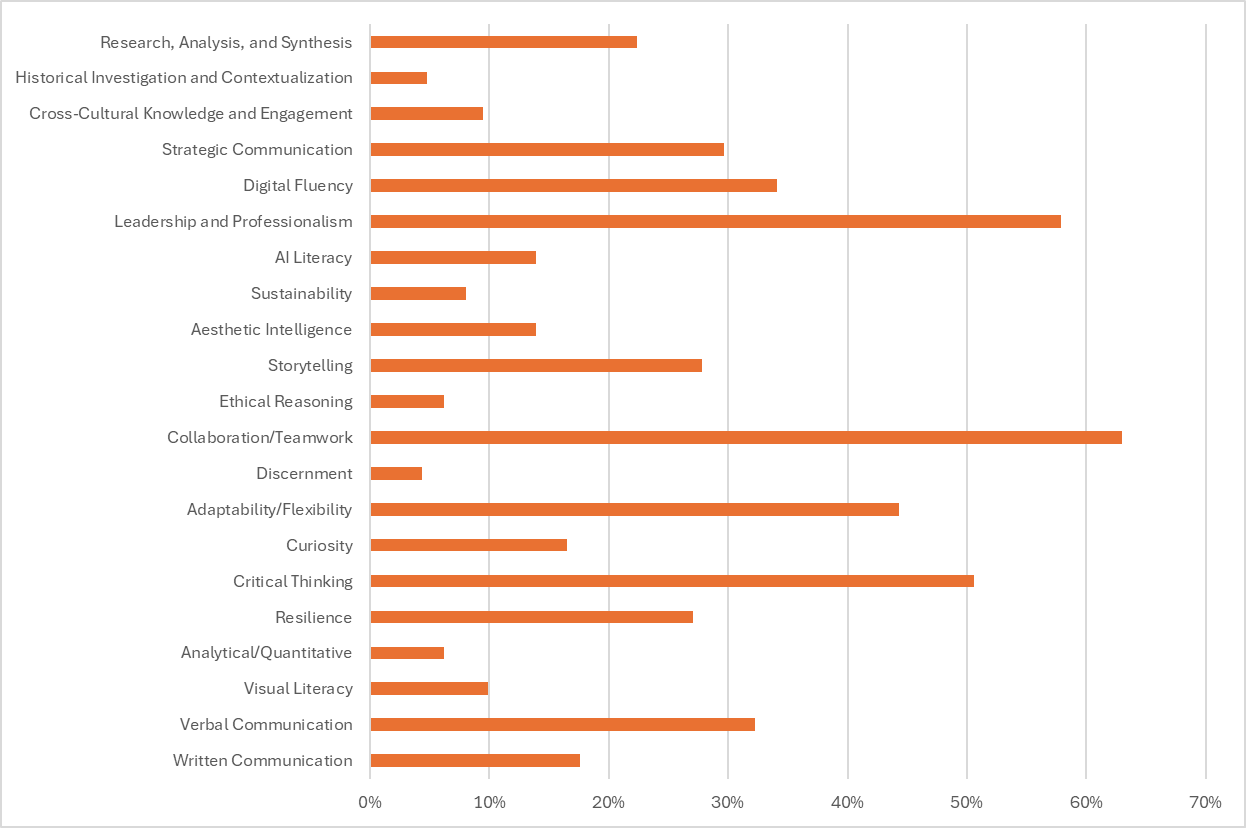 Research, Analysis, and Synthesis
Historical Investigation and Contextualization
Cross-Cultural Knowledge and Engagement
Strategic Communication
Digital Fluency
Leadership and Professionalism
AI Literacy
Sustainability
Aesthetic Intelligence
Storytelling
Ethical Reasoning
Collaboration/Teamwork
Discernment
Adaptability/Flexibility
Curiosity
Critical Thinking
Resilience
Analytical/Quantitative
Visual Literacy
Verbal Communication
Written Communication
0% 10% 20% 30% 40% 50% 60% 70%